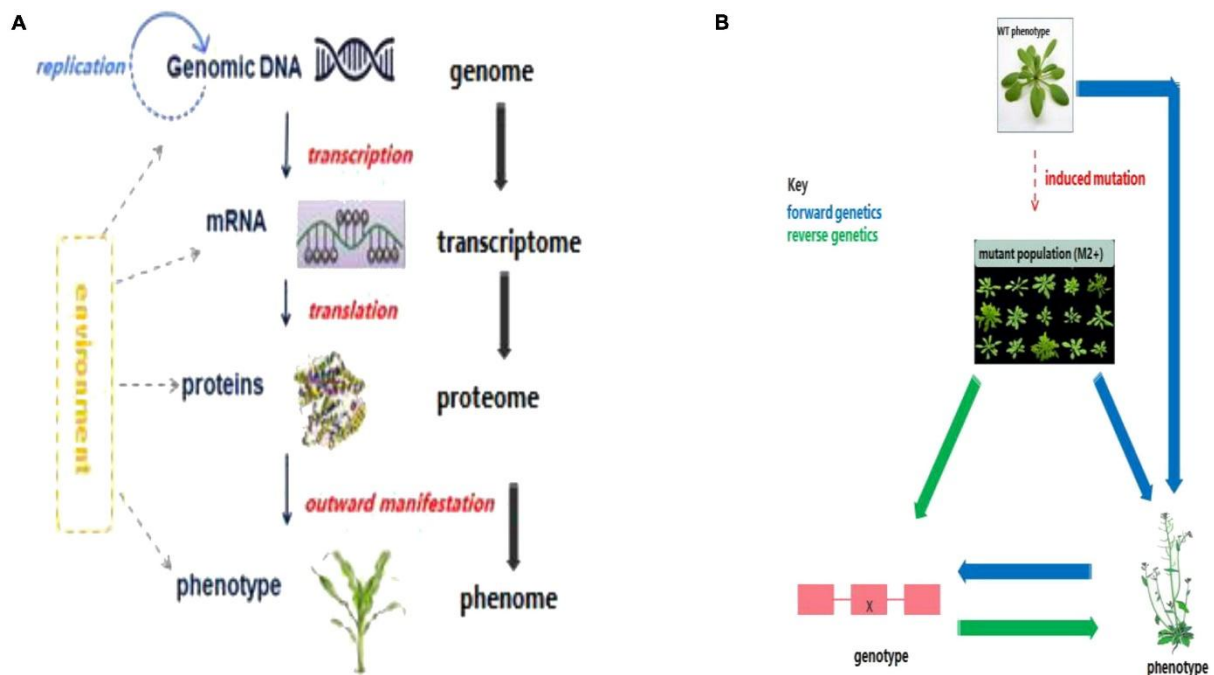 A
replication
Genomic DNA
genome
transcription
mRNA
transcriptome
translation
environment
proteins
proteome
outward manifestation
phenotype
phenome
B
WT phenotype
induced mutation
Key
forward genetics
reverse genetics
mutant population (M2+)
X
genotype
phenotype